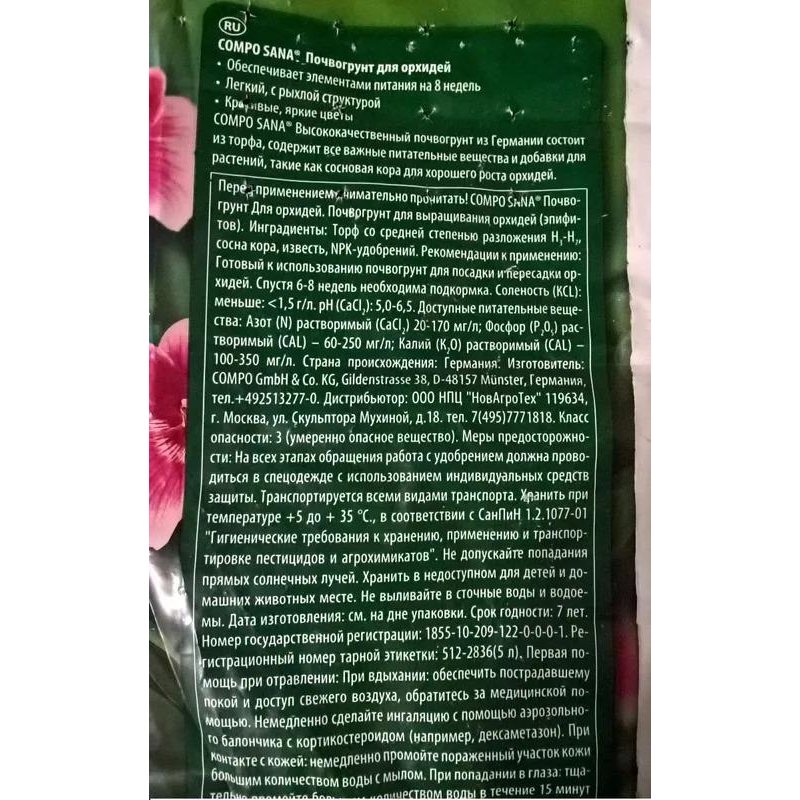 RU
COMPO SANA® Почвогрунт для орхидей
• Обеспечивает элементами питания на 8 недель
• Легкий, с рыхлой структурой
• Красивые, яркие цветы
COMPO SANA® Высококачественный почвогрунт из Германии состоит
из торфа, содержит все важные питательные вещества и добавки для
растений, такие как сосновая кора для хорошего роста орхидей.
Перед применением внимательно прочитать! COMPO SANA® Почво-
грунт Для орхидей. Почвогрунт для выращивания орхидей (эпифи-
тов). Инградиенты: Торф со средней степенью разложения H₃-H₇,
сосна кора, известь, NPK-удобрений. Рекомендации к применению:
Готовый к использованию почвогрунт для посадки и пересадки ор-
хидей. Спустя 6-8 недель необходима подкормка. Соленость (KCL):
меньше: <1,5 г/л. pH (CaCl₂): 5,0-6,5. Доступные питательные веще-
ства: Азот (N) растворимый (CaCl₂) 20-170 мг/л; Фосфор (P₂O₅) рас-
творимый (CAL) – 60-250 мг/л; Калий (K₂O) растворимый (CAL) –
100-350 мг/л. Страна происхождения: Германия. Изготовитель:
COMPO GmbH & Co. KG, Gildenstrasse 38, D-48157 Münster, Германия,
тел.+492513277-0. Дистрибьютор: ООО НПЦ "НовАгроТех" 119634,
г. Москва, ул. Скульптора Мухиной, д.18. тел. 7(495)7771818. Класс
опасности: 3 (умеренно опасное вещество). Меры предосторожно-
сти: На всех этапах обращения работа с удобрением должна прово-
диться в спецодежде с использованием индивидуальных средств
защиты. Транспортируется всеми видами транспорта. Хранить при
температуре +5 до + 35 °C., в соответствии с СанПиН 1.2.1077-01
"Гигиенические требования к хранению, применению и транспор-
тировке пестицидов и агрохимикатов". Не допускайте попадания
прямых солнечных лучей. Хранить в недоступном для детей и до-
машних животных месте. Не выливайте в сточные воды и водое-
мы. Дата изготовления: см. на дне упаковки. Срок годности: 7 лет.
Номер государственной регистрации: 1855-10-209-122-0-0-0-1. Ре-
гистрационный номер тарной этикетки: 512-2836(5 л). Первая по-
мощь при отравлении: При вдыхании: обеспечить пострадавшему
покой и доступ свежего воздуха, обратитесь за медицинской по-
мощью. Немедленно сделайте ингаляцию с помощью аэрозольно-
го балончика с кортикостероидом (например, дексаметазон). При
контакте с кожей: немедленно промойте пораженный участок кожи
большим количеством воды с мылом. При попадании в глаза: тща-
тельно промойте большим количеством воды в течение 15 минут